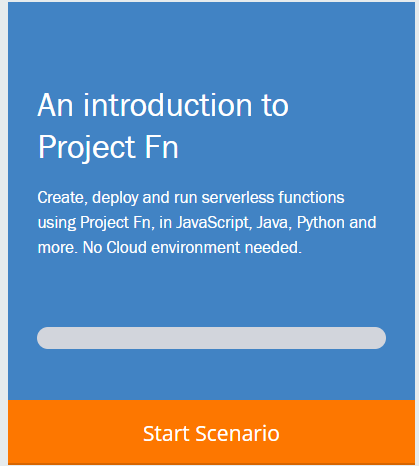 An introduction to
Project Fn
Create, deploy and run serverless functions
using Project Fn, in JavaScript, Java, Python and
more. No Cloud environment needed.
Start Scenario